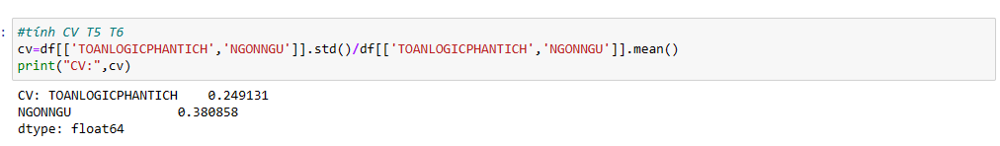 :
#tính CV T5 T6
cv=df[['TOANLOGICPHANTICH','NGONNGU']].std()/df[['TOANLOGICPHANTICH','NGONNGU']].mean()
print("CV:",cv)
CV: TOANLOGICPHANTICH    0.249131
NGONNGU              0.380858
dtype: float64